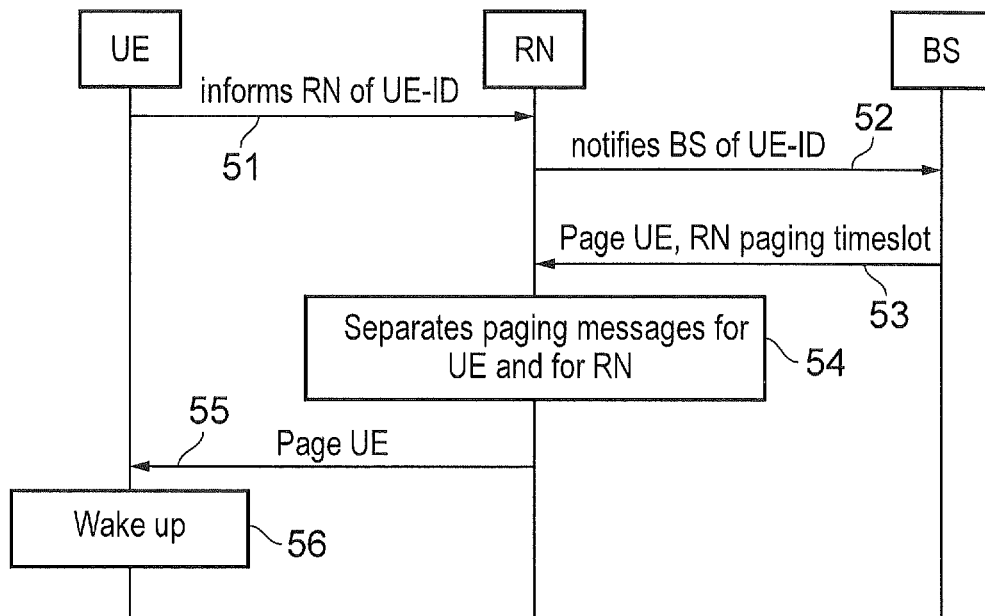 UE
RN
BS
informs RN of UE-ID
51
52
notifies BS of UE-ID
Page UE, RN paging timeslot
53
Separates paging messages for
UE and for RN
54
55
Page UE
Wake up
56